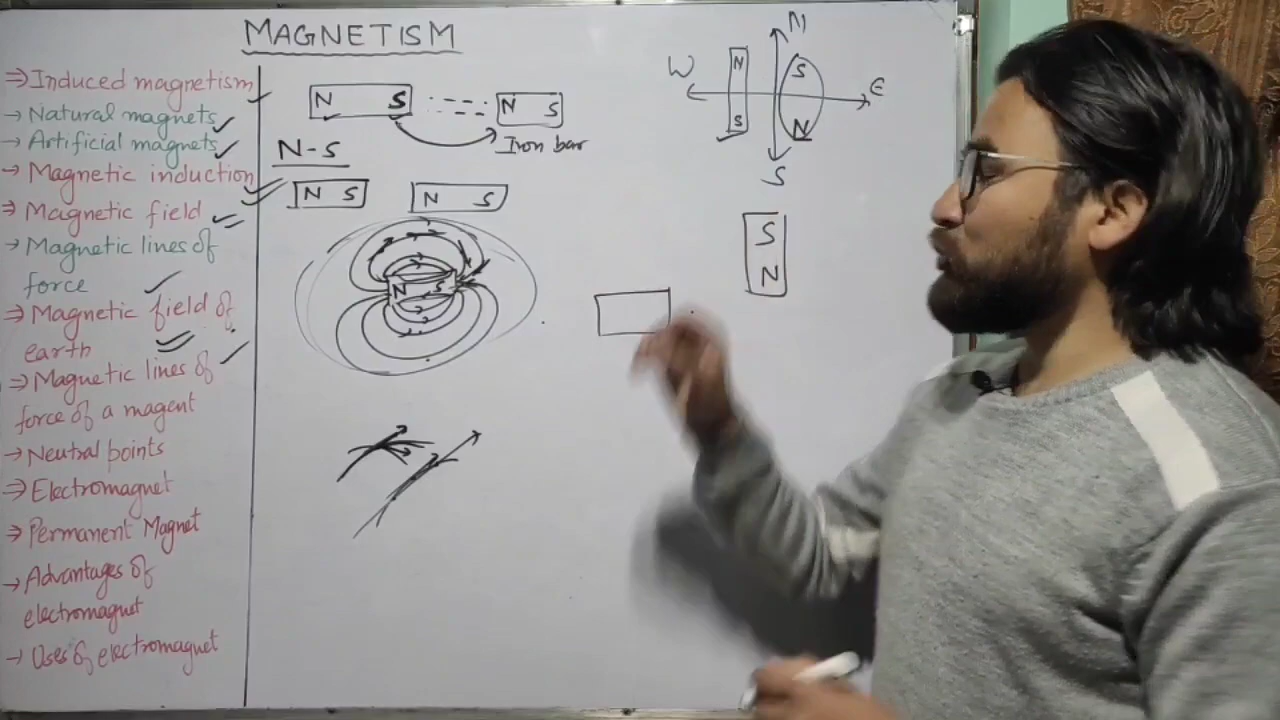 MAGNETISM
⇒ Induced magnetism
→ Natural magnets
→ Artificial magnets
→ Magnetic induction
⇒ Magnetic field
→ Magnetic lines of
force
⇒ Magnetic field of
earth
⇒ Magnetic lines of
force of a magent
→ Neutral points
⇒ Electromagnet
→ Permanent Magnet
→ Advantages of
electromagnet
→ Uses of electromagnet
N S
N S
Iron bar
N-S
N S
N S
N S
N
W
E
S
N
S
S
N
S
N